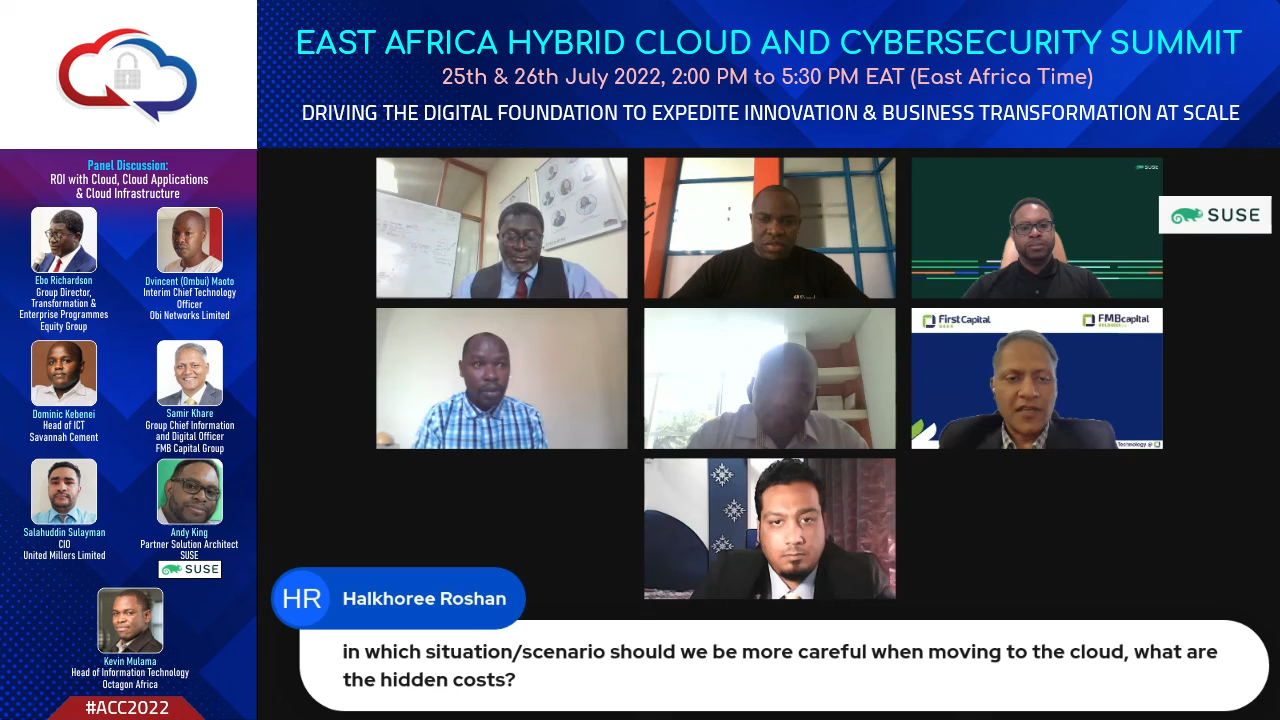 EAST AFRICA HYBRID CLOUD AND CYBERSECURITY SUMMIT
25th & 26th July 2022, 2:00 PM to 5:30 PM EAT (East Africa Time)
DRIVING THE DIGITAL FOUNDATION TO EXPEDITE INNOVATION & BUSINESS TRANSFORMATION AT SCALE
Panel Discussion:
ROI with Cloud, Cloud Applications
& Cloud Infrastructure
Ebo Richardson
Group Director,
Transformation &
Enterprise Programmes
Equity Group
Dvincent (Ombui) Maoto
Interim Chief Technology
Officer
Obi Networks Limited
Dominic Kebenei
Head of ICT
Savannah Cement
Samir Khare
Group Chief Information
and Digital Officer
FMB Capital Group
Salahuddin Sulayman
CIO
United Millers Limited
Andy King
Partner Solution Architect
SUSE
SUSE
Kevin Mulama
Head of Information Technology
Octagon Africa
#ACC2022
SUSE
SUSE
First Capital
BANK
FMBcapital
HOLDINGS
Technology @
HR
Halkhoree Roshan
in which situation/scenario should we be more careful when moving to the cloud, what are
the hidden costs?